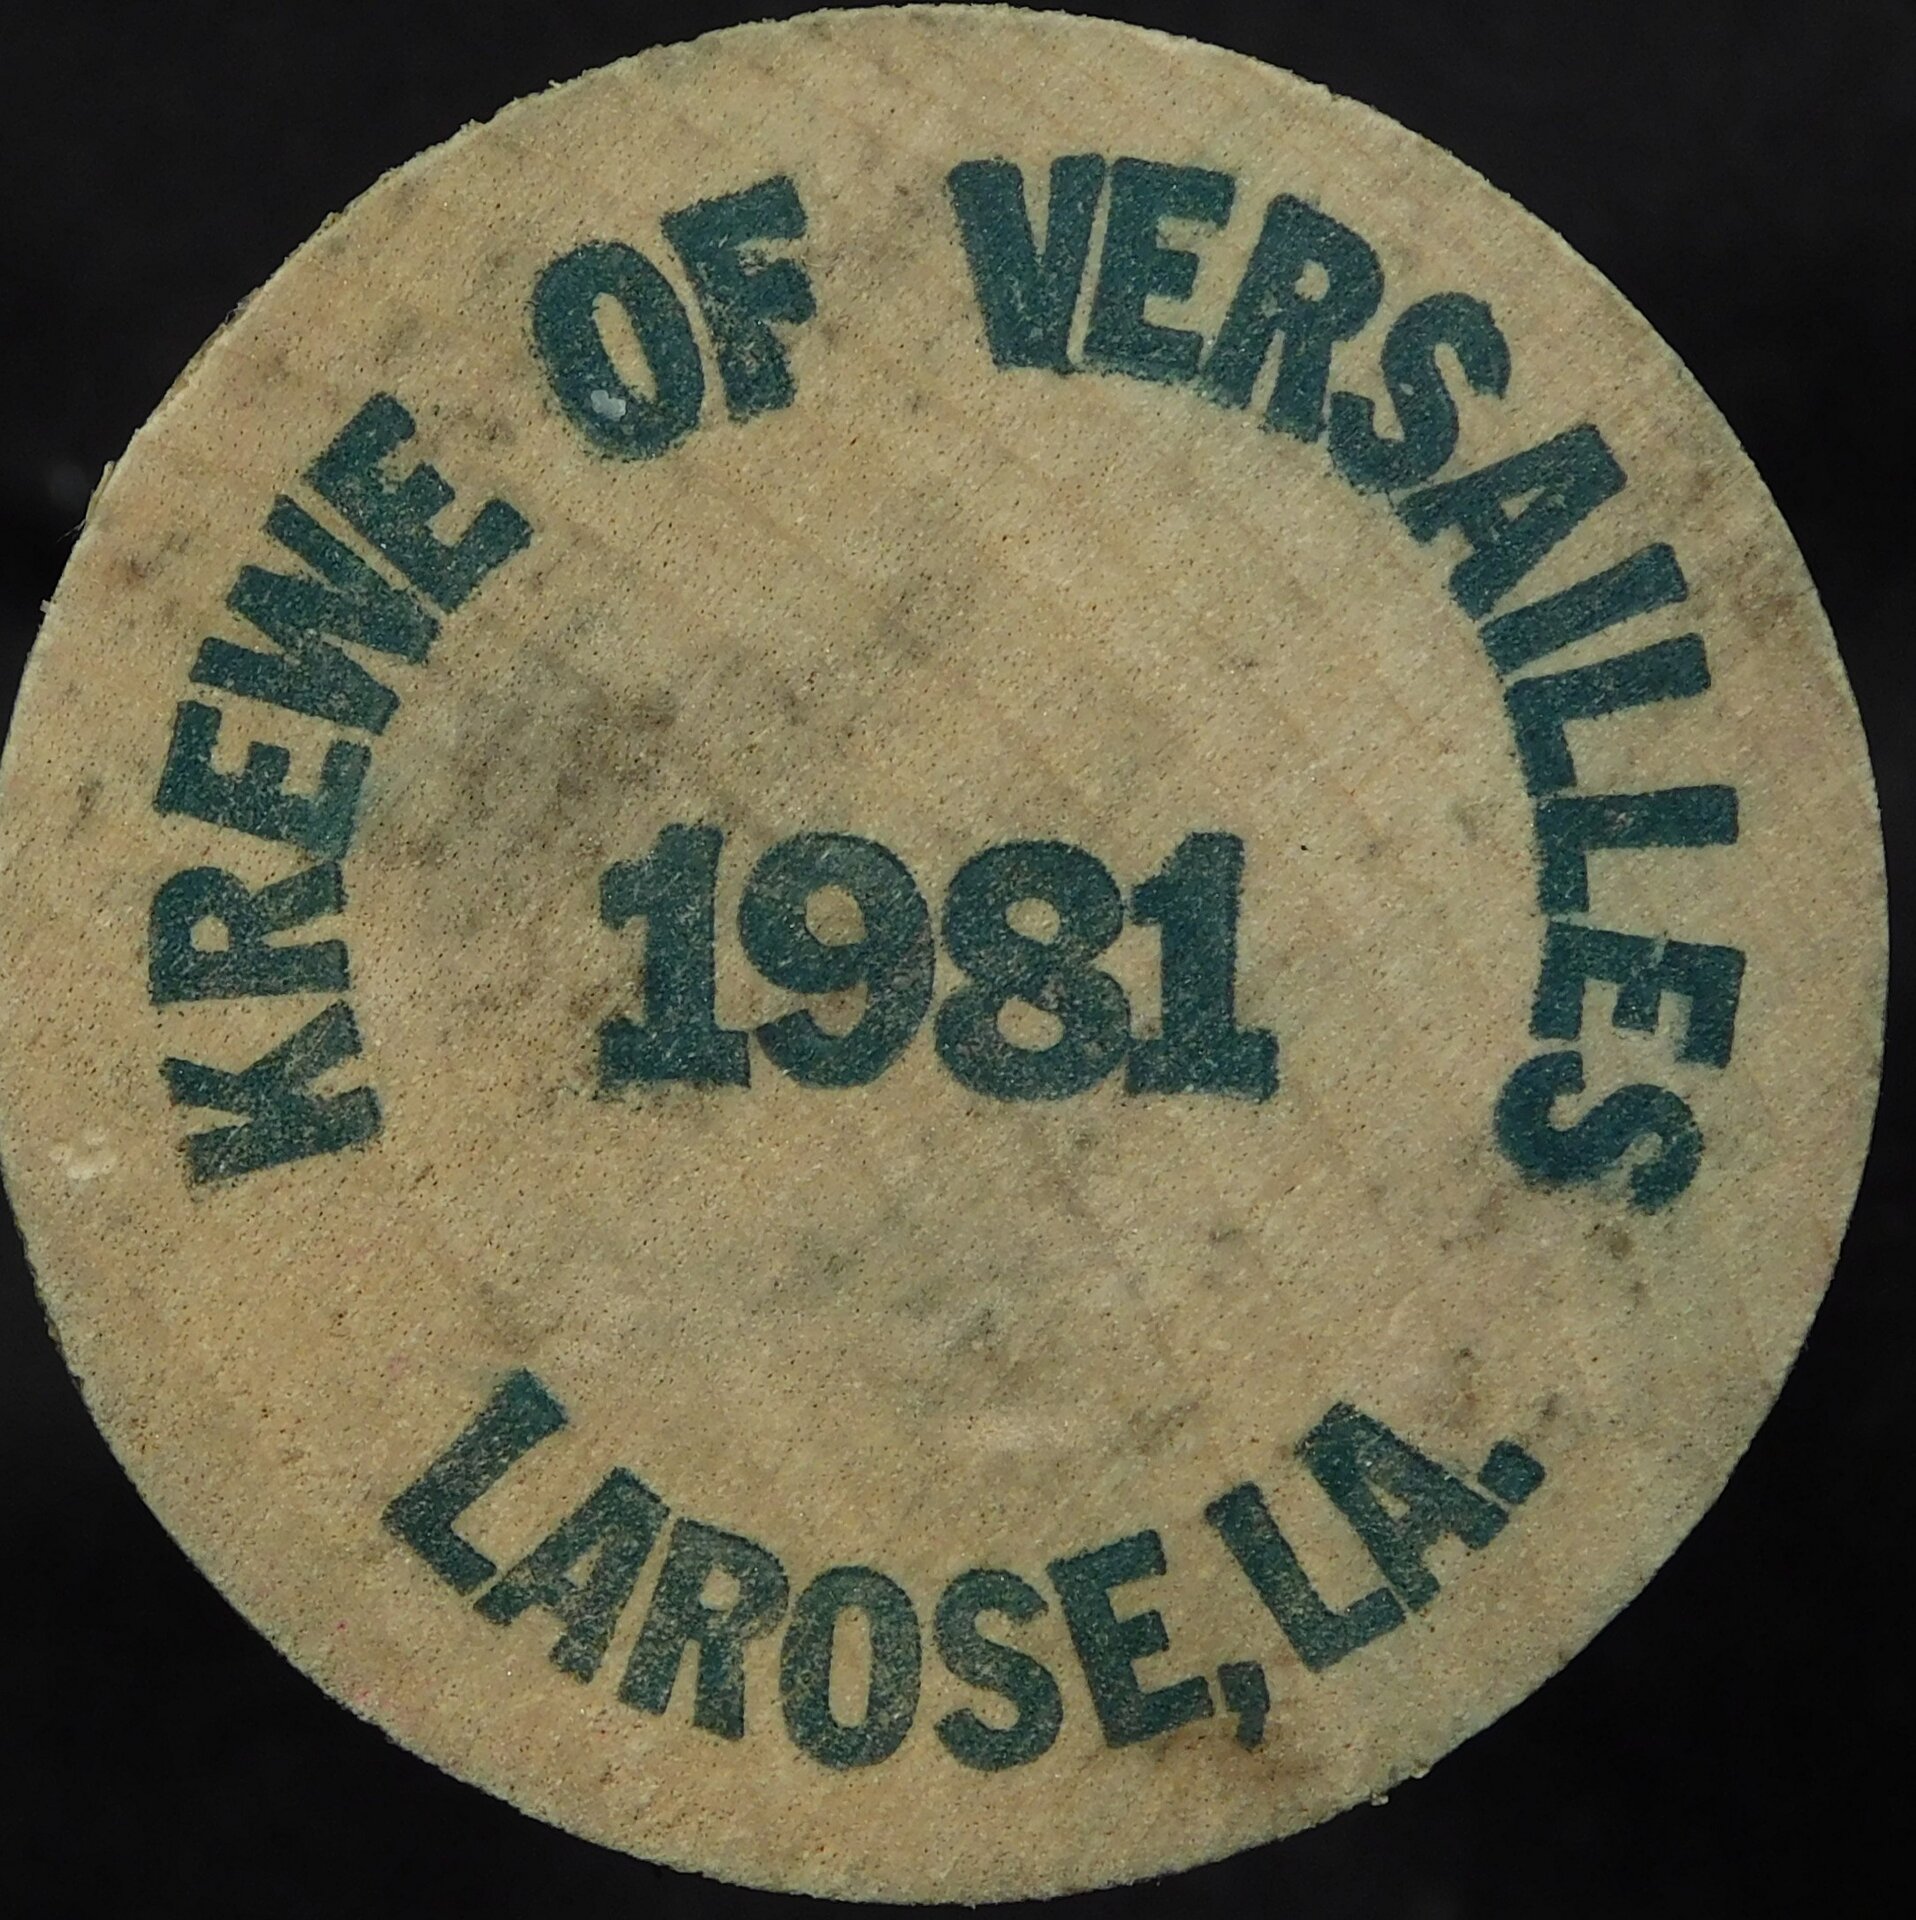 KREWE OF VERSAILLES
1981
LAROSE, LA.